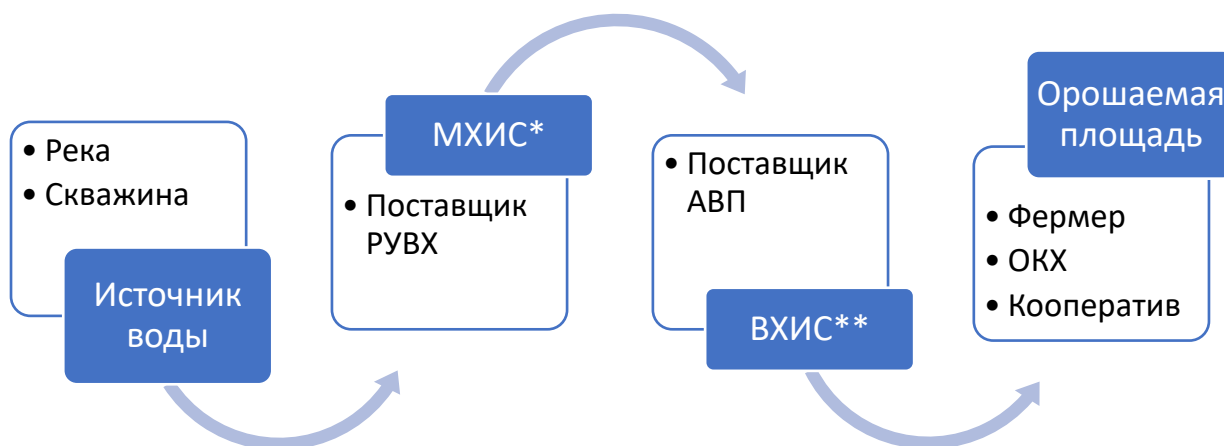 • Река
• Скважина
Источник
воды
МХИС*
• Поставщик
РУВХ
• Поставщик
АВП
ВХИС**
Орошаемая
площадь
• Фермер
• ОКХ
• Кооператив